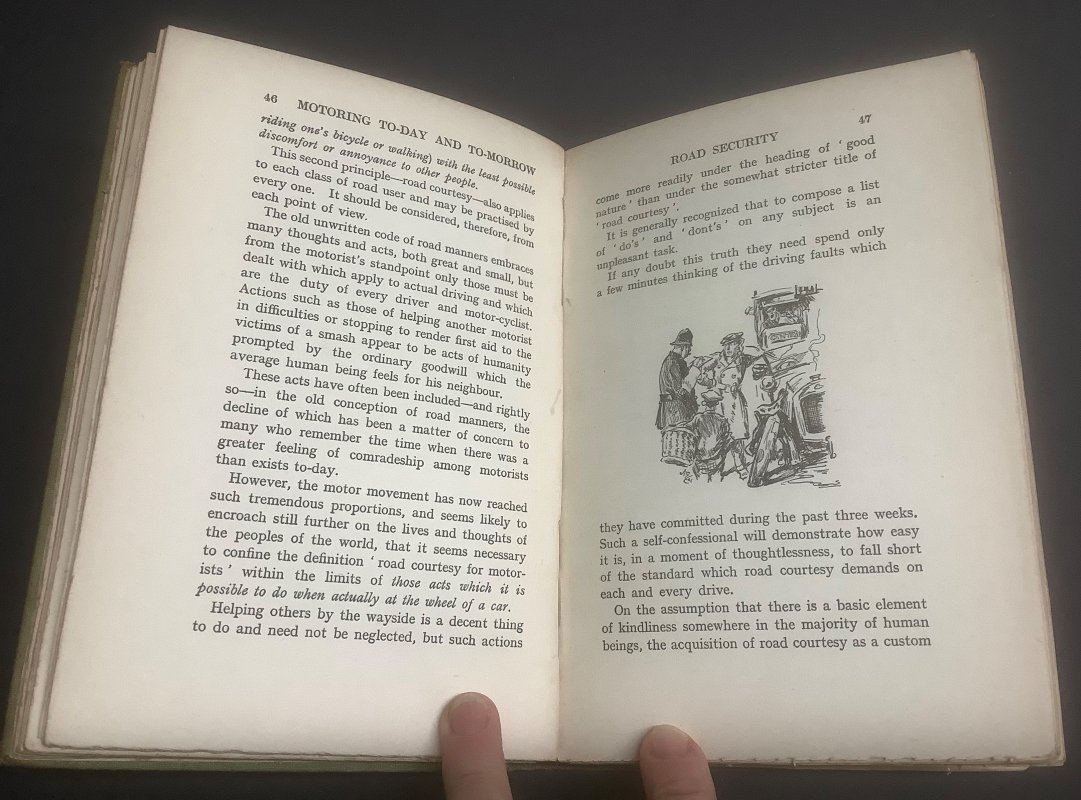 46 MOTORING TO-DAY AND TO-MORROW
riding one's bicycle or walking) with the least possible
discomfort or annoyance to other people.
This second principle—road courtesy—also applies
to each class of road user and may be practised by
every one. It should be considered, therefore, from
each point of view.
The old unwritten code of road manners embraces
many thoughts and acts, both great and small, but
from the motorist's standpoint only those must be
dealt with which apply to actual driving and which
are the duty of every driver and motor-cyclist.
Actions such as those of helping another motorist
in difficulties or stopping to render first aid to the
victims of a smash appear to be acts of humanity
prompted by the ordinary goodwill which the
average human being feels for his neighbour.
These acts have often been included—and rightly
so—in the old conception of road manners, the
decline of which has been a matter of concern to
many who remember the time when there was a
greater feeling of comradeship among motorists
than exists to-day.
However, the motor movement has now reached
such tremendous proportions, and seems likely to
encroach still further on the lives and thoughts of
the peoples of the world, that it seems necessary
to confine the definition ' road courtesy for motor-
ists ' within the limits of those acts which it is
possible to do when actually at the wheel of a car.
Helping others by the wayside is a decent thing
to do and need not be neglected, but such actions
ROAD SECURITY 47
come more readily under the heading of ' good
nature ' than under the somewhat stricter title of
' road courtesy '.
It is generally recognized that to compose a list
of ' do's ' and ' dont's ' on any subject is an
unpleasant task.
If any doubt this truth they need spend only
a few minutes thinking of the driving faults which
they have committed during the past three weeks.
Such a self-confessional will demonstrate how easy
it is, in a moment of thoughtlessness, to fall short
of the standard which road courtesy demands on
each and every drive.
On the assumption that there is a basic element
of kindliness somewhere in the majority of human
beings, the acquisition of road courtesy as a custom